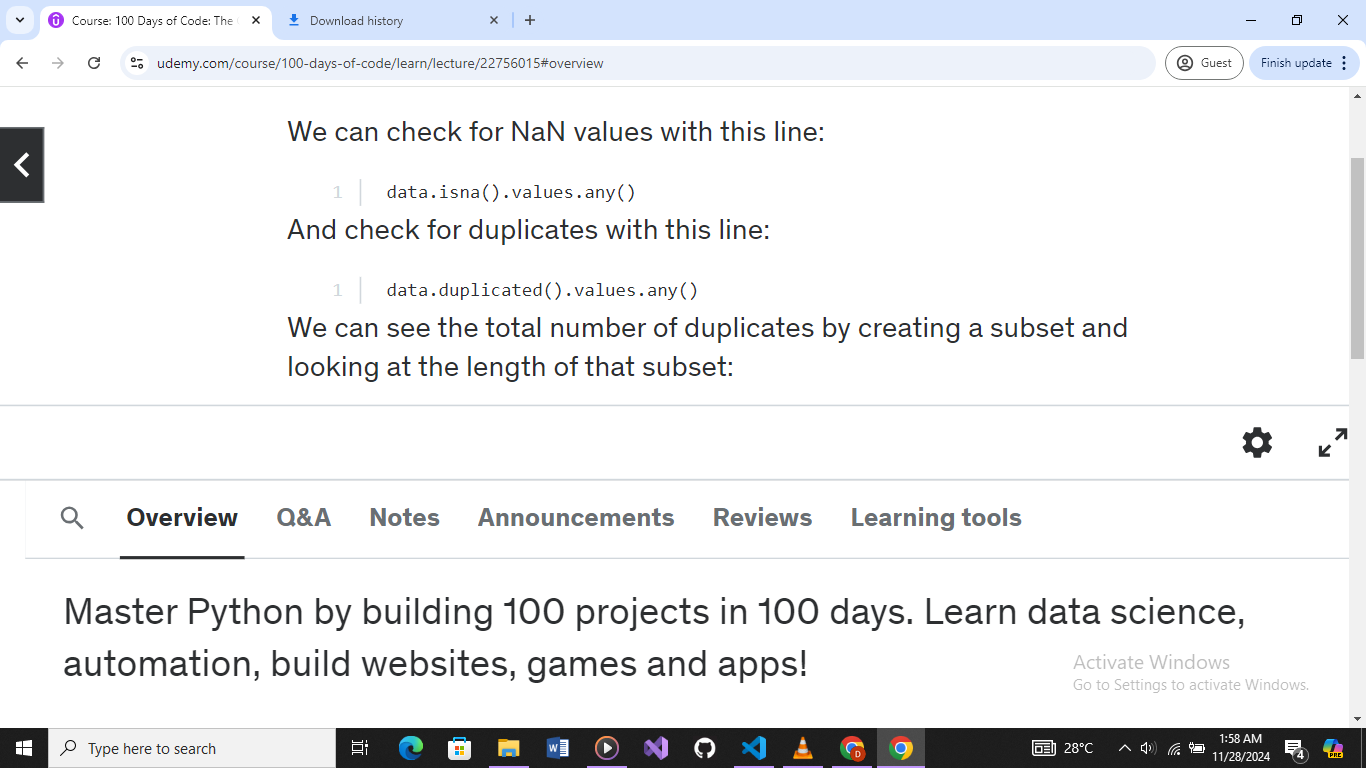 Course: 100 Days of Code: The
Download history
udemy.com/course/100-days-of-code/learn/lecture/22756015#overview
Guest
Finish update
We can check for NaN values with this line:
1 data.isna().values.any()
And check for duplicates with this line:
1 data.duplicated().values.any()
We can see the total number of duplicates by creating a subset and
looking at the length of that subset:
Overview Q&A Notes Announcements Reviews Learning tools
Master Python by building 100 projects in 100 days. Learn data science,
automation, build websites, games and apps!
Activate Windows
Go to Settings to activate Windows.
Type here to search
W
D
28°C
1:58 AM
11/28/2024
4
PRE